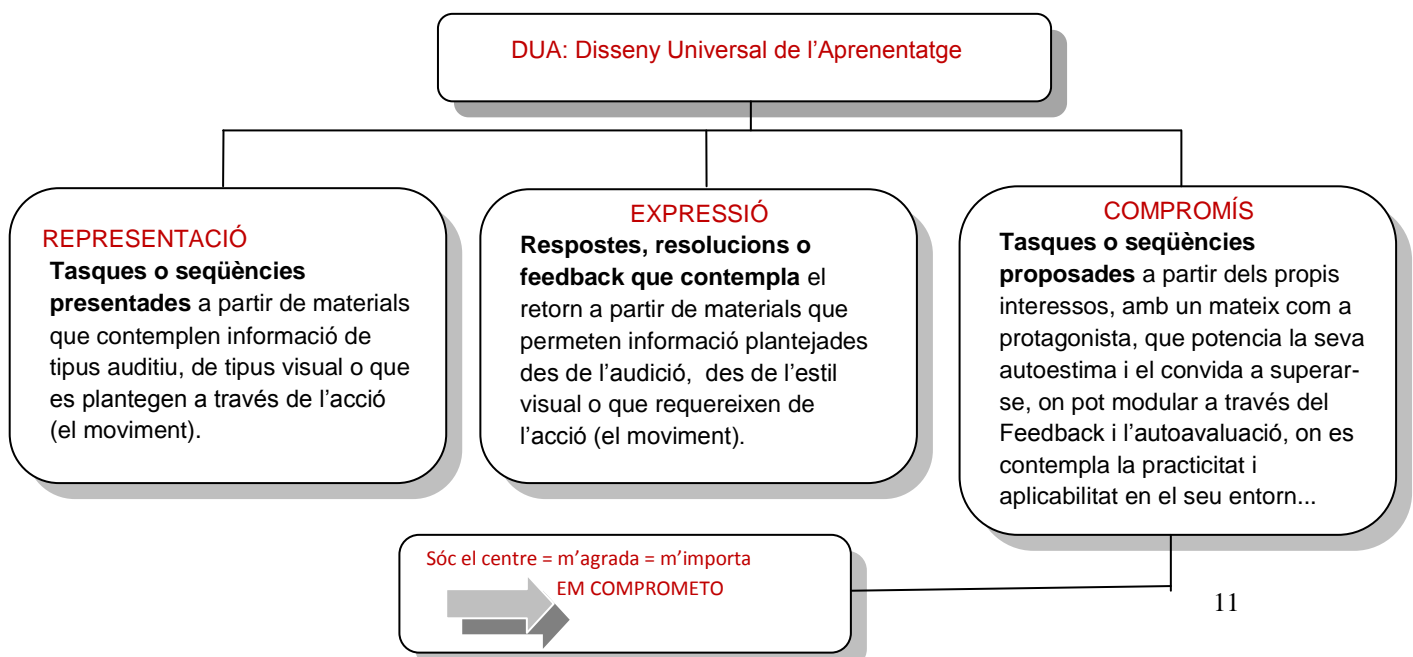 DUA: Disseny Universal de l’Aprenentatge
REPRESENTACIÓ
Tasques o seqüències
presentades a partir de materials
que contemplen informació de
tipus auditiu, de tipus visual o que
es plantegen a través de l’acció
(el moviment).
EXPRESSIÓ
Respostes, resolucions o
feedback que contempla el
retorn a partir de materials que
permeten informació plantejades
des de l’audició, des de l’estil
visual o que requereixen de
l’acció (el moviment).
COMPROMÍS
Tasques o seqüències
proposades a partir dels propis
interessos, amb un mateix com a
protagonista, que potencia la seva
autoestima i el convida a superar-
se, on pot modular a través del
Feedback i l’autoavaluació, on es
contempla la practicitat i
aplicabilitat en el seu entorn...
Sóc el centre = m’agrada = m’importa
EM COMPROMETO
11